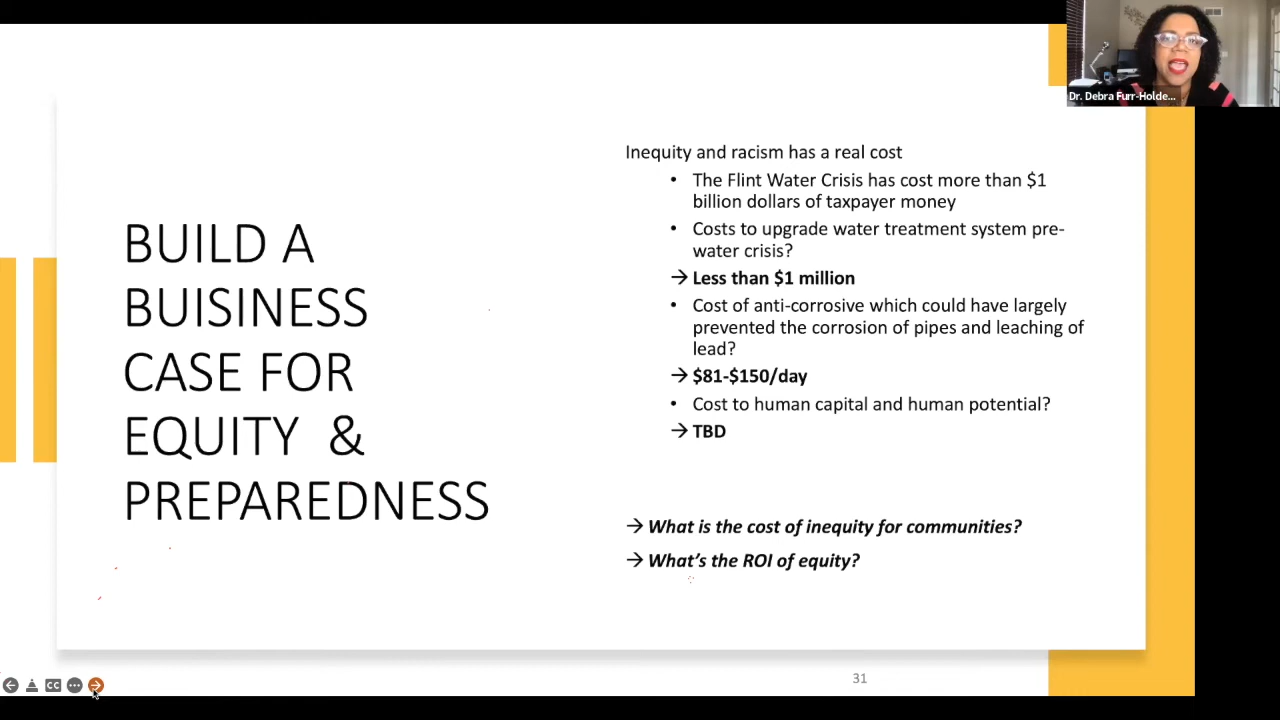 Dr. Debra Furr-Holde...
BUILD A
BUISINESS
CASE FOR
EQUITY &
PREPAREDNESS
Inequity and racism has a real cost
• The Flint Water Crisis has cost more than $1
billion dollars of taxpayer money
• Costs to upgrade water treatment system pre-
water crisis?
→ Less than $1 million
• Cost of anti-corrosive which could have largely
prevented the corrosion of pipes and leaching of
lead?
→ $81-$150/day
• Cost to human capital and human potential?
→ TBD
→ What is the cost of inequity for communities?
→ What's the ROI of equity?
CC
31